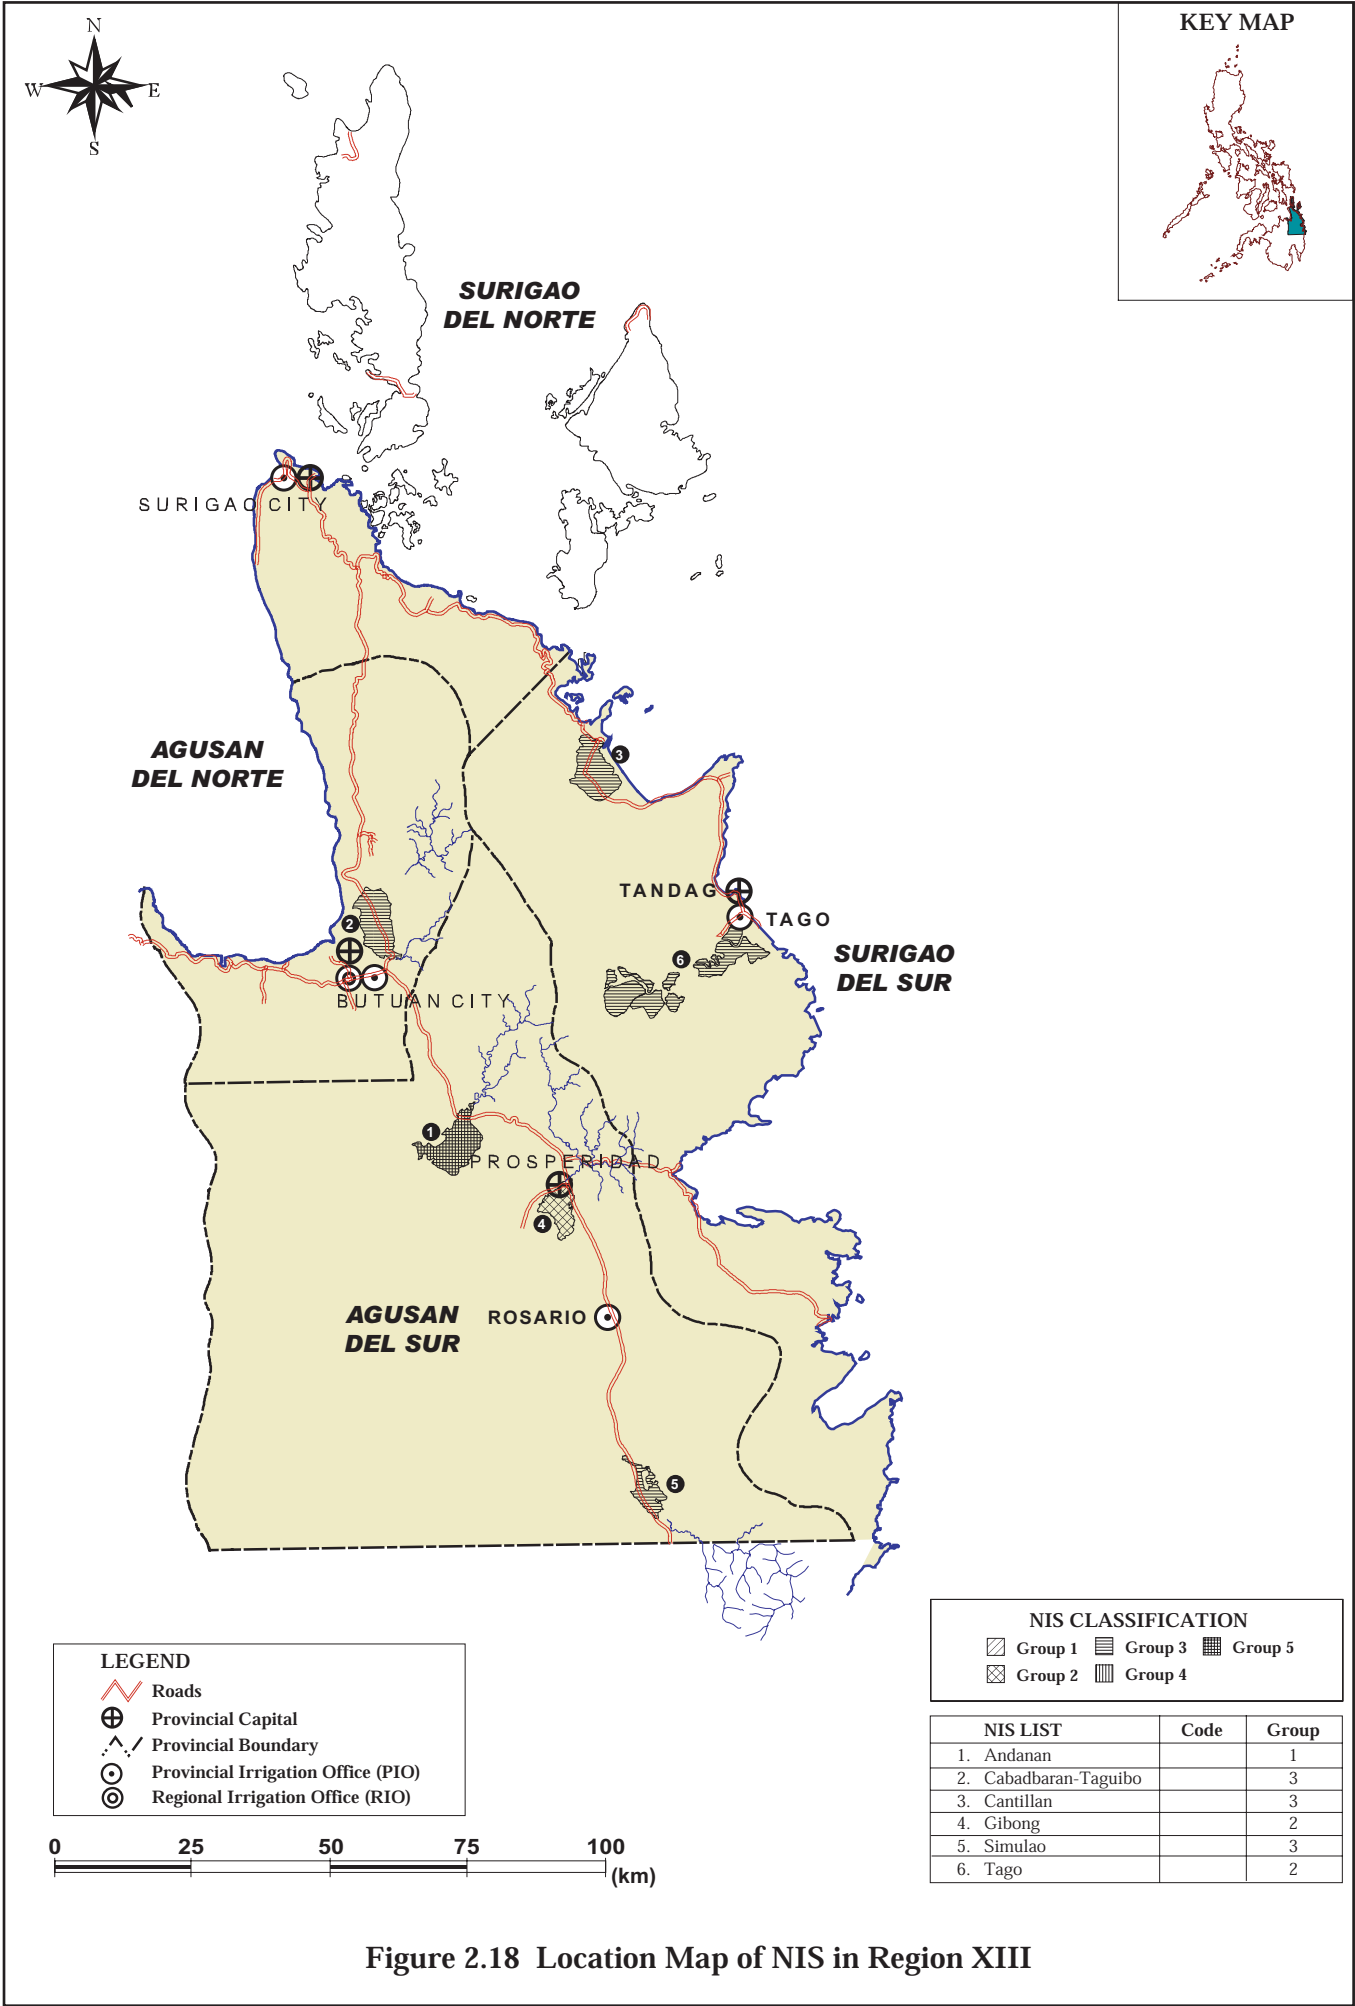 N
W
E
S
KEY MAP
SURIGAO
DEL NORTE
SURIGAO CITY
AGUSAN
DEL NORTE
3
TANDAG
TAGO
2
6
SURIGAO
DEL SUR
BUTUAN CITY
1
PROSPERIDAD
4
AGUSAN
DEL SUR
ROSARIO
5
NIS CLASSIFICATION
Group 1 Group 3 Group 5
Group 2 Group 4
LEGEND
Roads
Provincial Capital
Provincial Boundary
Provincial Irrigation Office (PIO)
Regional Irrigation Office (RIO)
NIS LIST Code Group
1. Andanan 1
2. Cabadbaran-Taguibo 3
3. Cantillan 3
4. Gibong 2
5. Simulao 3
6. Tago 2
0 25 50 75 100
(km)
Figure 2.18 Location Map of NIS in Region XIII